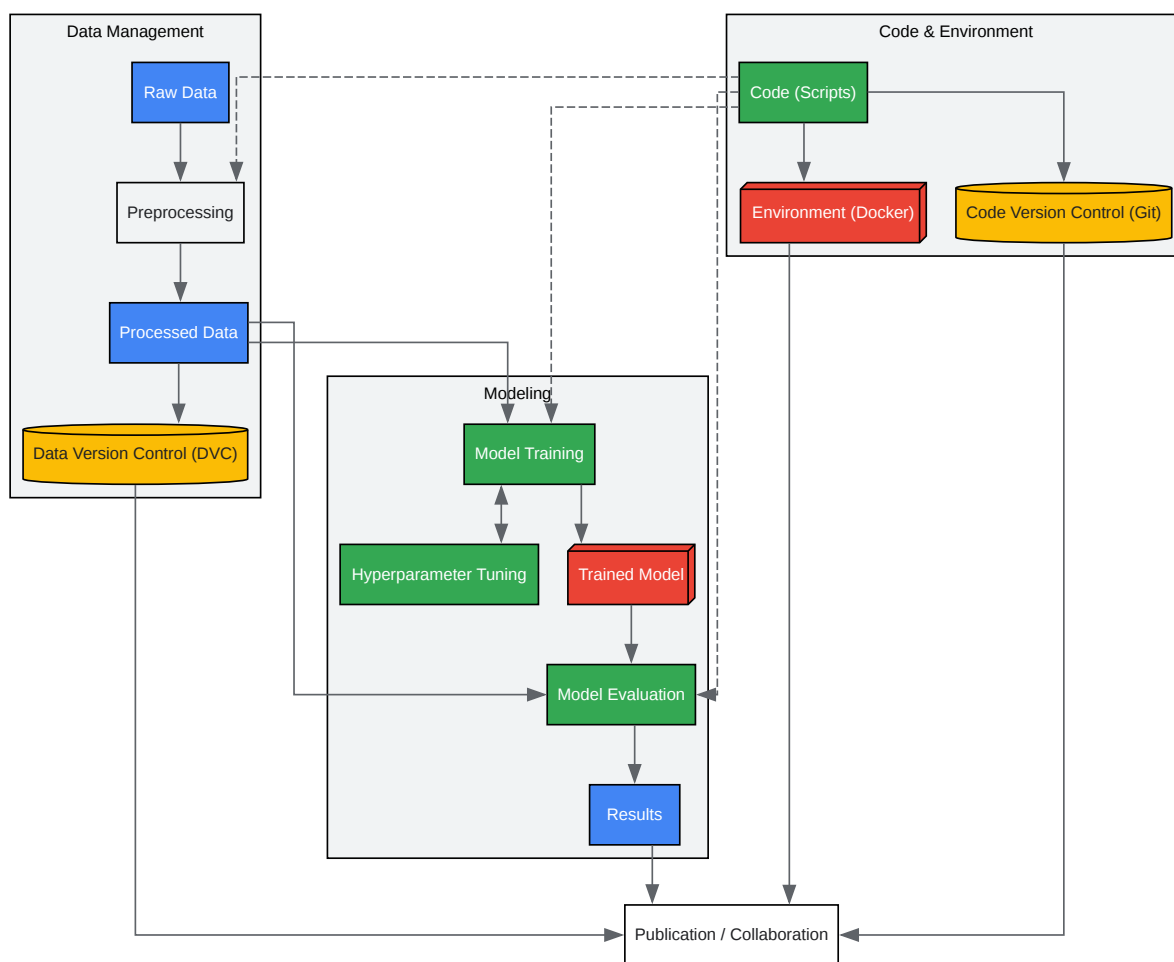 Data Management
Raw Data
Preprocessing
Processed Data
Data Version Control (DVC)
Code & Environment
Code (Scripts)
Environment (Docker)
Code Version Control (Git)
Modeling
Model Training
Hyperparameter Tuning
Trained Model
Model Evaluation
Results
Publication / Collaboration